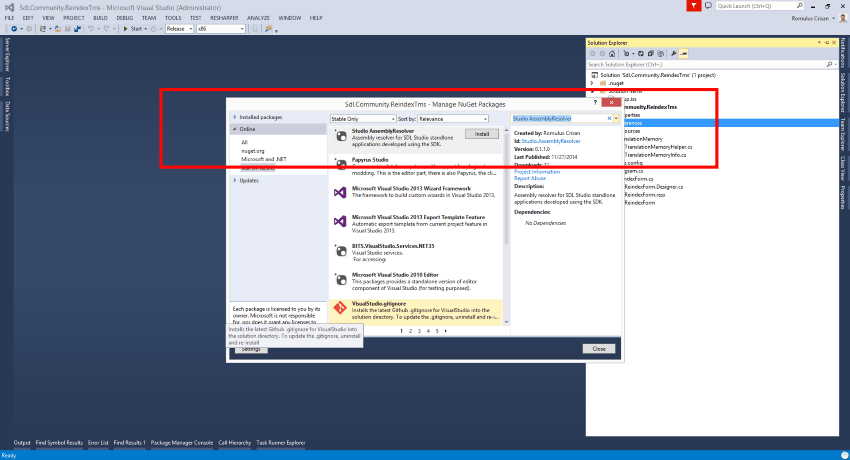 Sdl.Community.ReindexTms - Microsoft Visual Studio (Administrator)
Quick Launch (Ctrl+Q)
FILE EDIT VIEW PROJECT BUILD DEBUG TEAM TOOLS TEST RESHARPER ANALYZE WINDOW HELP
Romulus Crisan
Start Release x86
Server Explorer
Toolbox
Data Sources
Solution Explorer
Search Solution Explorer (Ctrl+;)
Solution 'Sdl.Community.ReindexTms' (1 project)
.nuget
Solution Items
Sdl.Community.ReindexTms - Manage NuGet Packages
Installed packages
Online
All
nuget.org
Microsoft and .NET
Updates
Stable Only Sort by: Relevance
Studio AssemblyResolver
Studio AssemblyResolver
Assembly resolver for SDL Studio standlone
applications developed using the SDK.
Install
Papyrus Studio
modding. This is the editor part, there is also Papyrus, the cli
Microsoft Visual Studio 2013 Wizard Framework
The framework to build custom wizards in Visual Studio 2013.
Microsoft Visual Studio 2013 Export Template Feature
Automatic export template from current project feature in
Visual Studio 2013.
BITS.VisualStudio.Services.NET35
Visual Studio services.
For accessing:
Microsoft Visual Studio 2010 Editor
This packages provides a standalone version of editor
component of Visual Studio (for testing purposed).
VisualStudio.gitignore
Installs the latest Github .gitignore for VisualStudio into the
solution directory. To update the .gitignore, uninstall and re-i...
1 2 3 4 5
Created by: Romulus Crisan
Id: Studio.AssemblyResolver
Version: 0.1.1.0
Last Published: 11/27/2014
Downloads: 11
Project Information
Report Abuse
Description:
Assembly resolver for SDL Studio standlone
applications developed using the SDK.
Dependencies:
No Dependencies
Each package is licensed to you by its
owner. Microsoft is not responsible
for, nor does it grant any licenses to
Installs the latest Github .gitignore for VisualStudio into
the solution directory. To update the .gitignore, uninstall
and re-install
Settings
Close
p.iss
mmunity.ReindexTms
perties
erences
ources
nslationMemory
TranslationMemoryHelper.cs
TranslationMemoryInfo.cs
p.config
gram.cs
ndexForm.cs
ReindexForm.Designer.cs
ReindexForm.resx
ReindexForm
Notifications
Solution Explorer
Team Explorer
Class View
Properties
Output Find Symbol Results Error List Find Results 1 Package Manager Console Call Hierarchy Task Runner Explorer
Ready